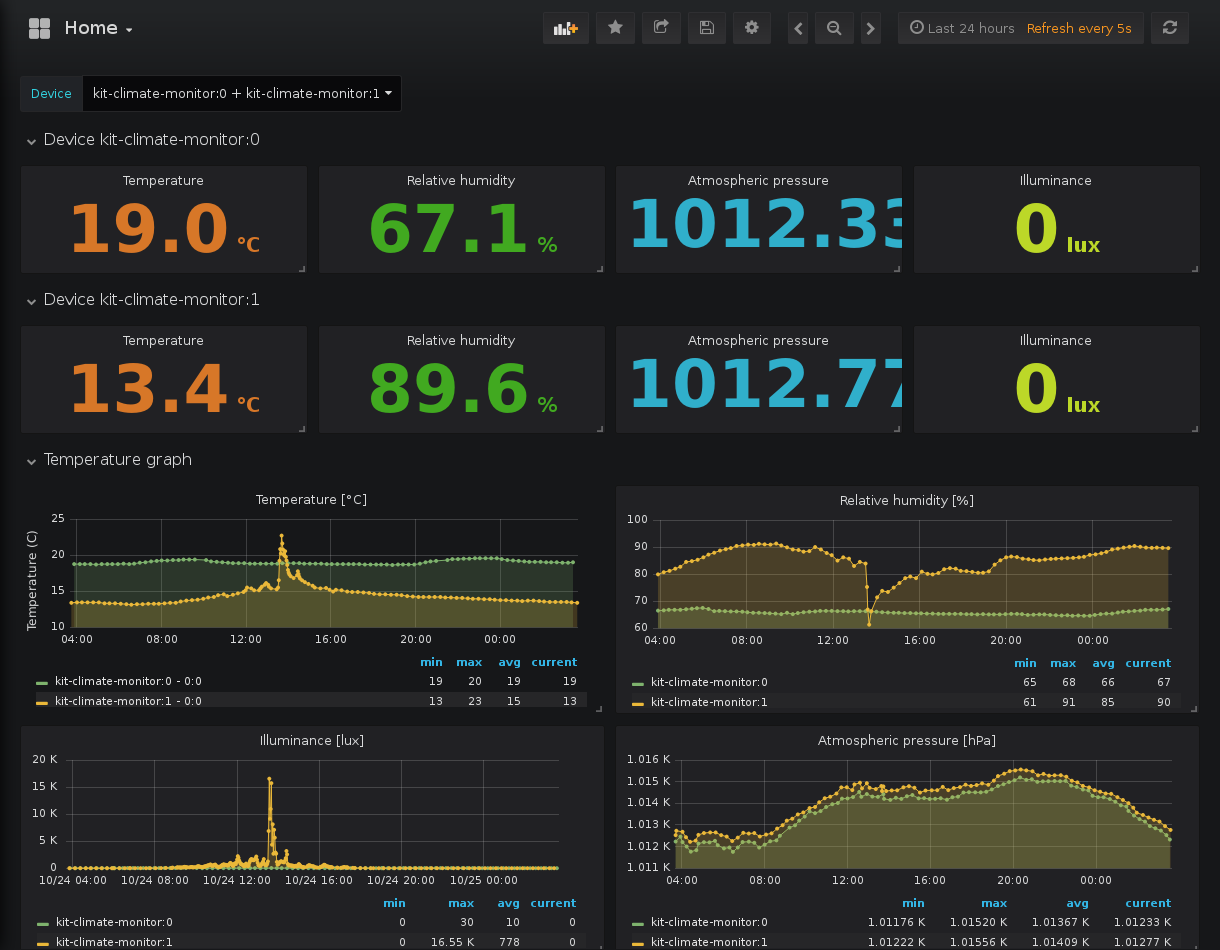 Home
Last 24 hours Refresh every 5s
Device kit-climate-monitor:0 + kit-climate-monitor:1
Device kit-climate-monitor:0
Temperature Relative humidity Atmospheric pressure Illuminance
19.0 °C 67.1 % 1012.33 0 lux
Device kit-climate-monitor:1
Temperature Relative humidity Atmospheric pressure Illuminance
13.4 °C 89.6 % 1012.77 0 lux
Temperature graph
Temperature [°C]
Temperature (C)
25
20
15
10
04:00 08:00 12:00 16:00 20:00 00:00
min max avg current
kit-climate-monitor:0 - 0:0 19 20 19 19
kit-climate-monitor:1 - 0:0 13 23 15 13
Relative humidity [%]
100
90
80
70
60
04:00 08:00 12:00 16:00 20:00 00:00
min max avg current
kit-climate-monitor:0 65 68 66 67
kit-climate-monitor:1 61 91 85 90
Illuminance [lux]
20 K
15 K
10 K
5 K
0
10/24 04:00 10/24 08:00 10/24 12:00 10/24 16:00 10/24 20:00 10/25 00:00
min max avg current
kit-climate-monitor:0 0 30 10 0
kit-climate-monitor:1 0 16.55 K 778 0
Atmospheric pressure [hPa]
1.016 K
1.015 K
1.014 K
1.013 K
1.012 K
1.011 K
04:00 08:00 12:00 16:00 20:00 00:00
min max avg current
kit-climate-monitor:0 1.01176 K 1.01520 K 1.01367 K 1.01233 K
kit-climate-monitor:1 1.01222 K 1.01556 K 1.01409 K 1.01277 K